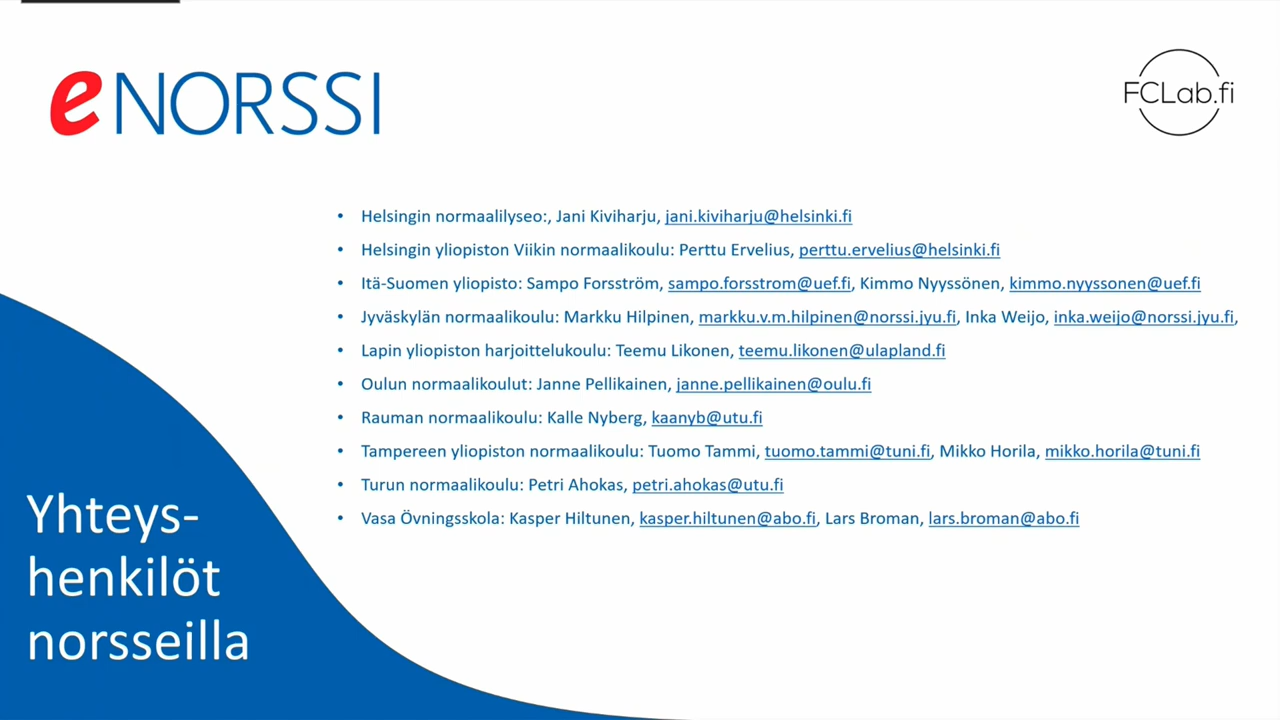 eNORSSI
FCLab.fi
• Helsingin normaalilyseo:, Jani Kiviharju, jani.kiviharju@helsinki.fi
• Helsingin yliopiston Viikin normaalikoulu: Perttu Ervelius, perttu.ervelius@helsinki.fi
• Itä-Suomen yliopisto: Sampo Forsström, sampo.forsstrom@uef.fi, Kimmo Nyyssönen, kimmo.nyyssonen@uef.fi
• Jyväskylän normaalikoulu: Markku Hilpinen, markku.v.m.hilpinen@norssi.jyu.fi, Inka Weijo, inka.weijo@norssi.jyu.fi,
• Lapin yliopiston harjoittelukoulu: Teemu Likonen, teemu.likonen@ulapland.fi
• Oulun normaalikoulut: Janne Pellikainen, janne.pellikainen@oulu.fi
• Rauman normaalikoulu: Kalle Nyberg, kaanyb@utu.fi
• Tampereen yliopiston normaalikoulu: Tuomo Tammi, tuomo.tammi@tuni.fi, Mikko Horila, mikko.horila@tuni.fi
• Turun normaalikoulu: Petri Ahokas, petri.ahokas@utu.fi
• Vasa Övningsskola: Kasper Hiltunen, kasper.hiltunen@abo.fi, Lars Broman, lars.broman@abo.fi
Yhteys-
henkilöt
norsseilla